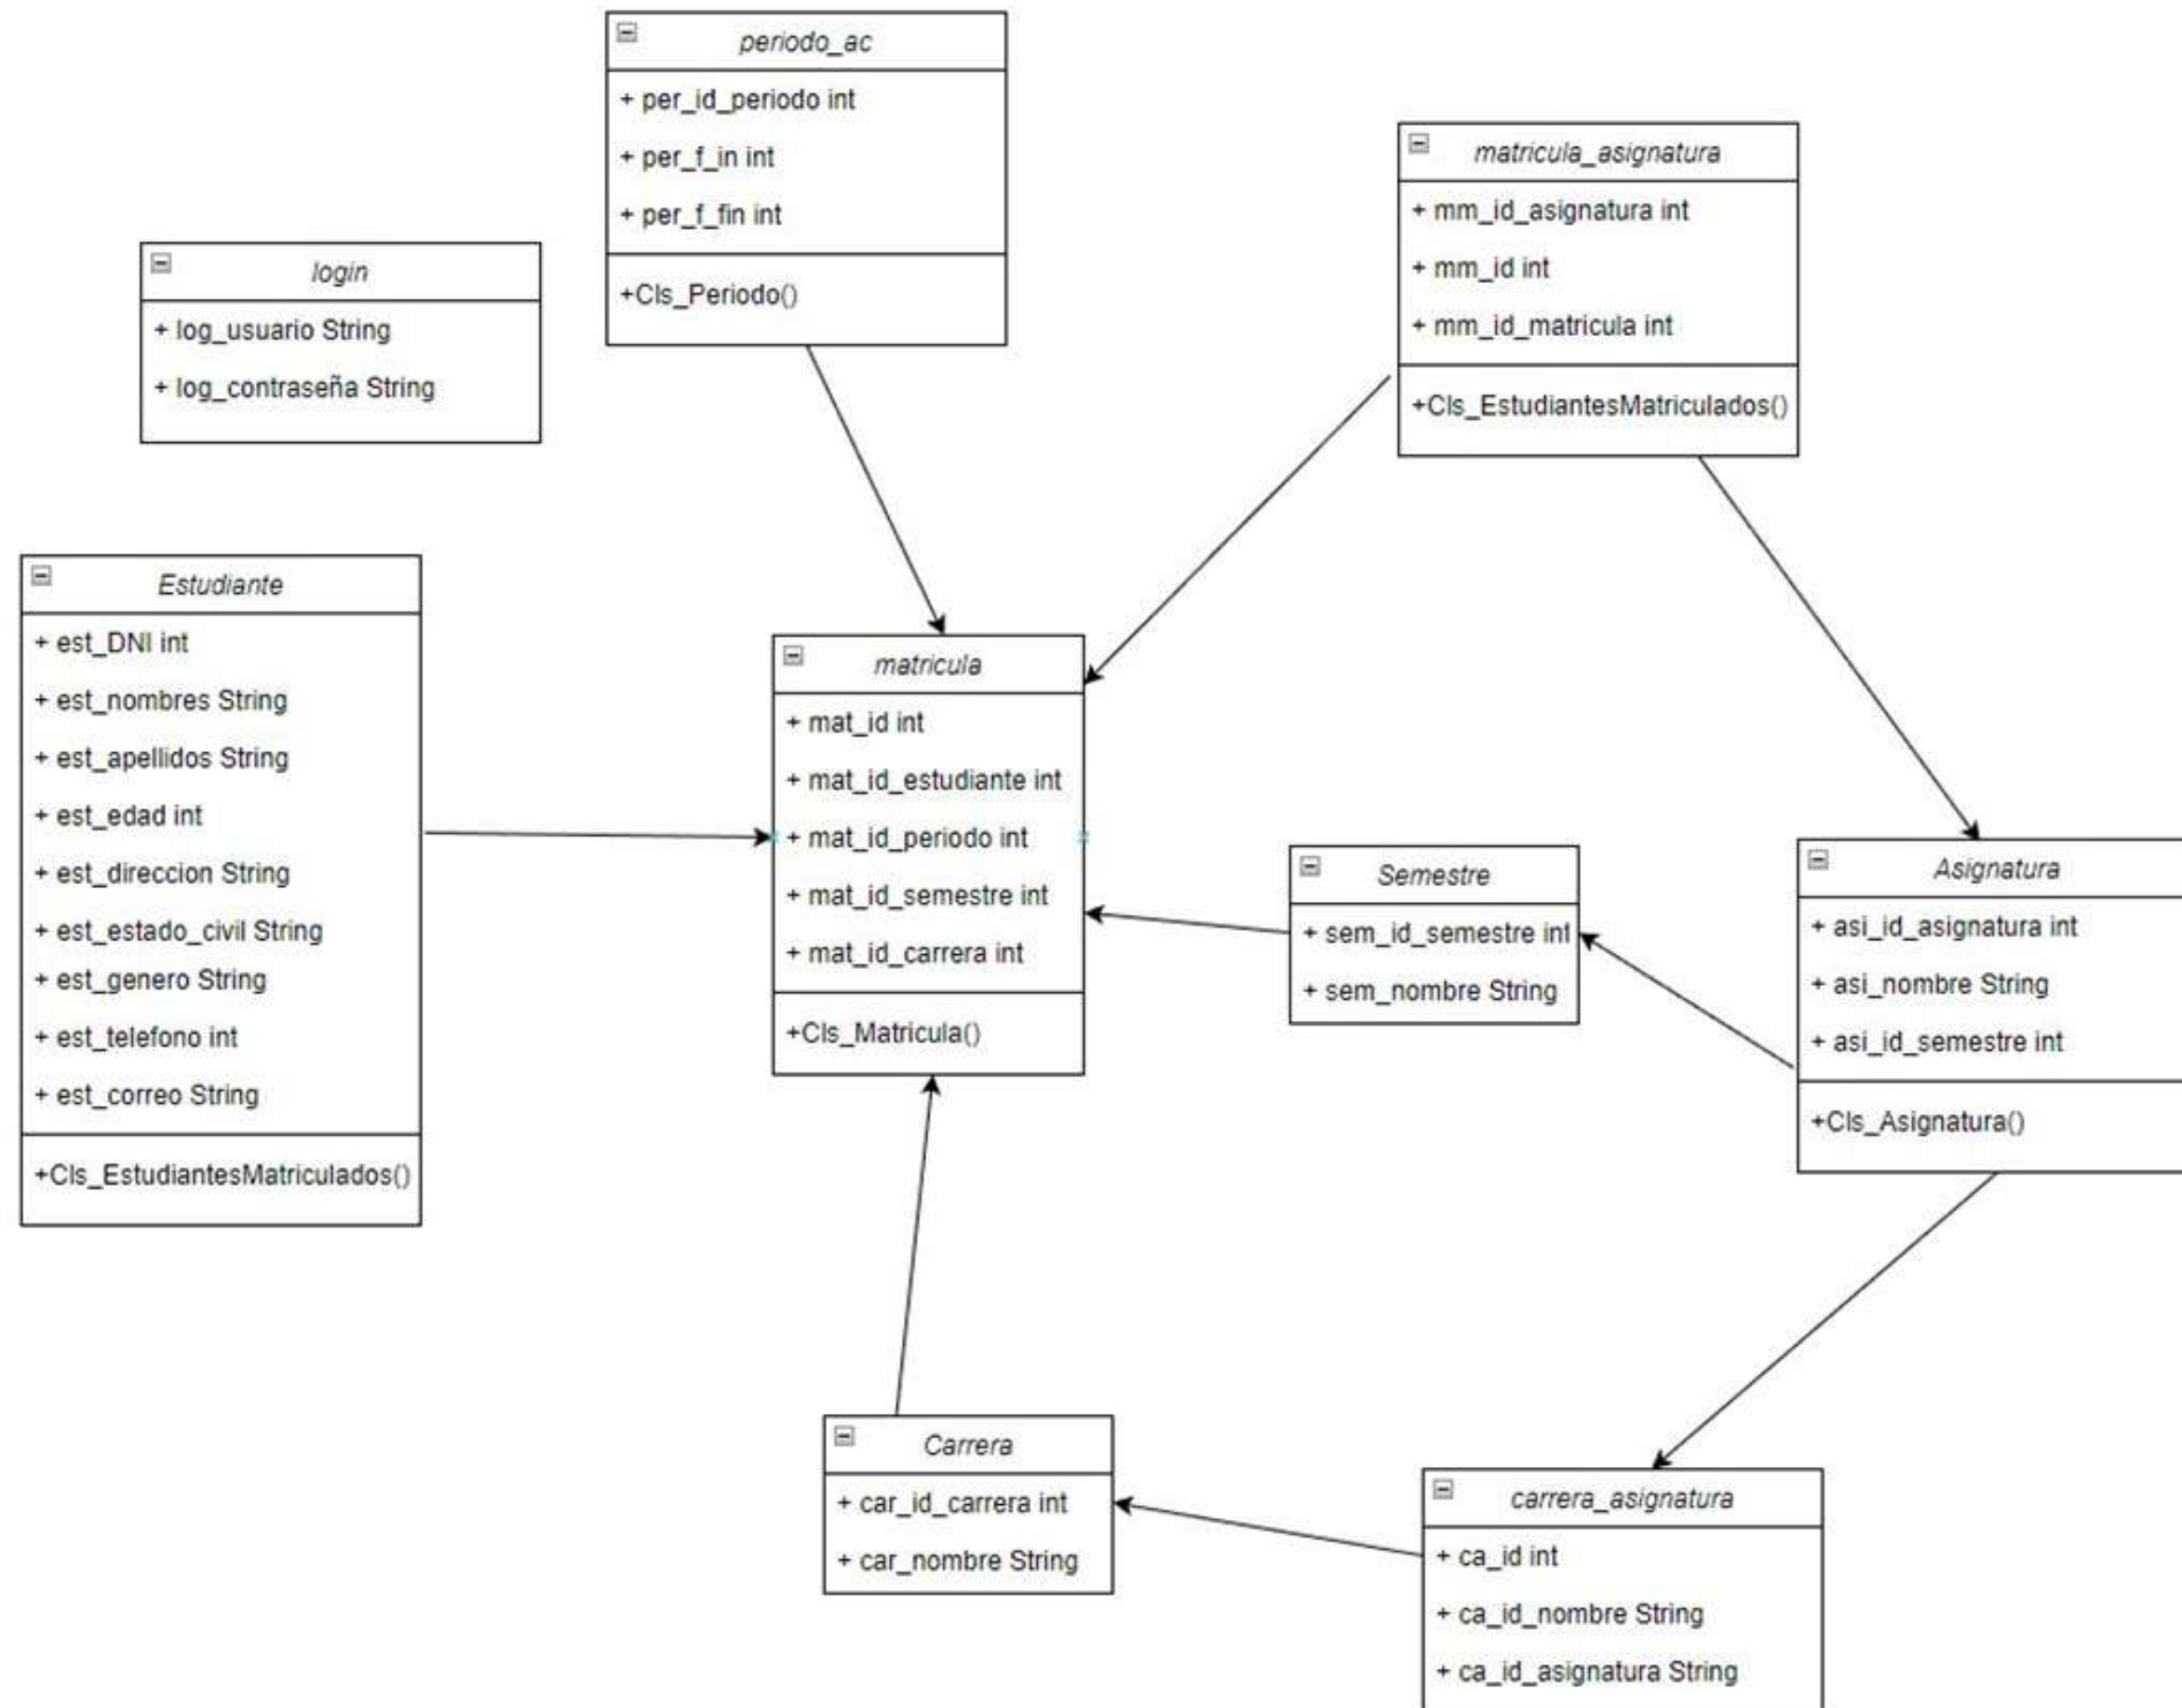 periodo_ac
+ per_id_periodo int
+ per_f_in int
+ per_f_fin int
+Cls_Periodo()
matricula_asignatura
+ mm_id_asignatura int
+ mm_id int
+ mm_id_matricula int
+Cls_EstudiantesMatriculados()
login
+ log_usuario String
+ log_contraseña String
Estudiante
+ est_DNI int
+ est_nombres String
+ est_apellidos String
+ est_edad int
+ est_direccion String
+ est_estado_civil String
+ est_genero String
+ est_telefono int
+ est_correo String
+Cls_EstudiantesMatriculados()
matricula
+ mat_id int
+ mat_id_estudiante int
+ mat_id_periodo int
+ mat_id_semestre int
+ mat_id_carrera int
+Cls_Matricula()
Semestre
+ sem_id_semestre int
+ sem_nombre String
Asignatura
+ asi_id_asignatura int
+ asi_nombre String
+ asi_id_semestre int
+Cls_Asignatura()
Carrera
+ car_id_carrera int
+ car_nombre String
carrera_asignatura
+ ca_id int
+ ca_id_nombre String
+ ca_id_asignatura String